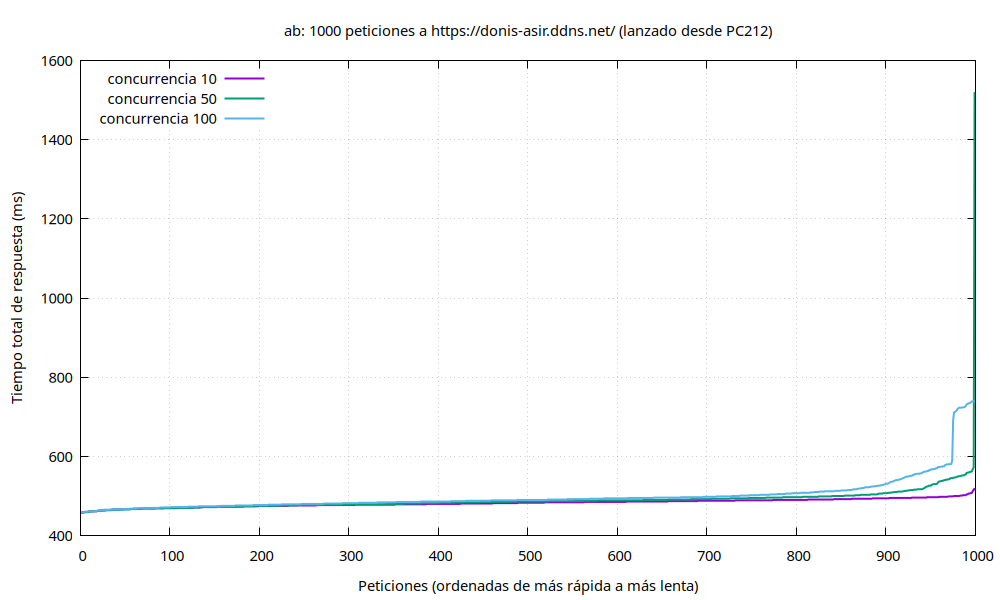 ab: 1000 peticiones a https://donis-asir.ddns.net/ (lanzado desde PC212)
1600
1400
1200
1000
800
600
400
concurrencia 10
concurrencia 50
concurrencia 100
Tiempo total de respuesta (ms)
0 100 200 300 400 500 600 700 800 900 1000
Peticiones (ordenadas de más rápida a más lenta)